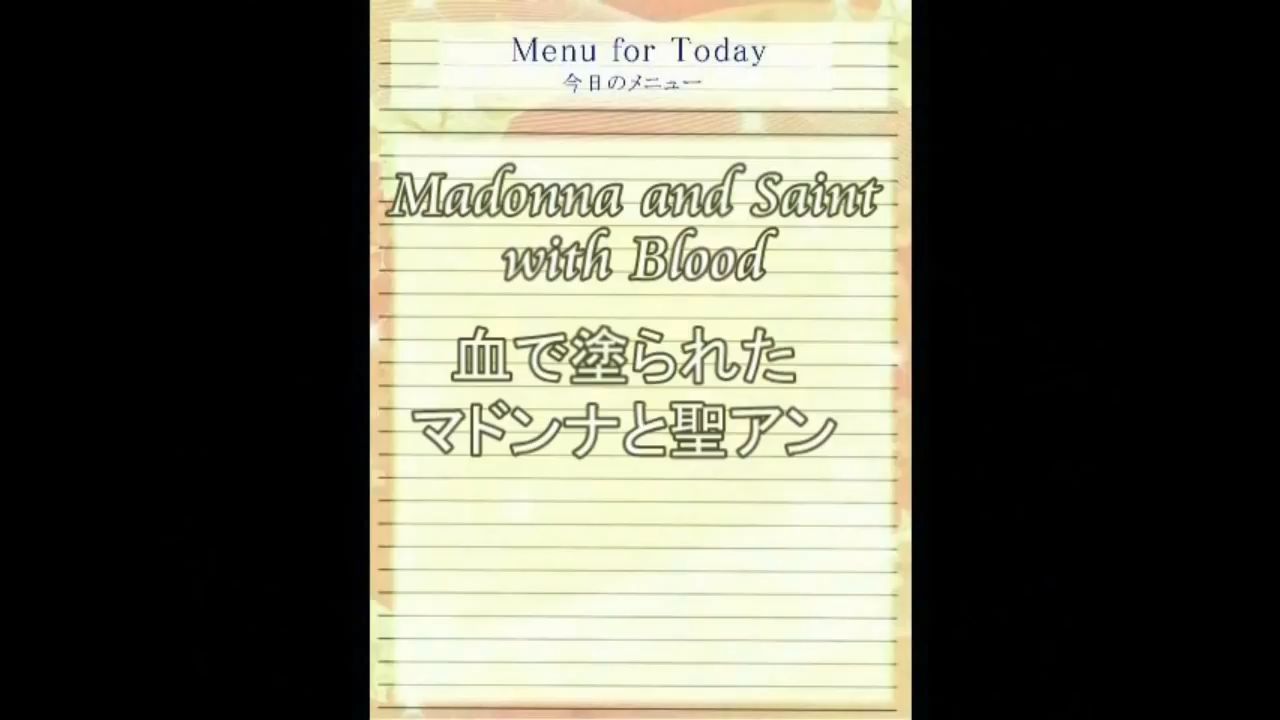 Menu for Today
今日のメニュー
Madonna and Saint
with Blood
血で塗られた
マドンナと聖アン